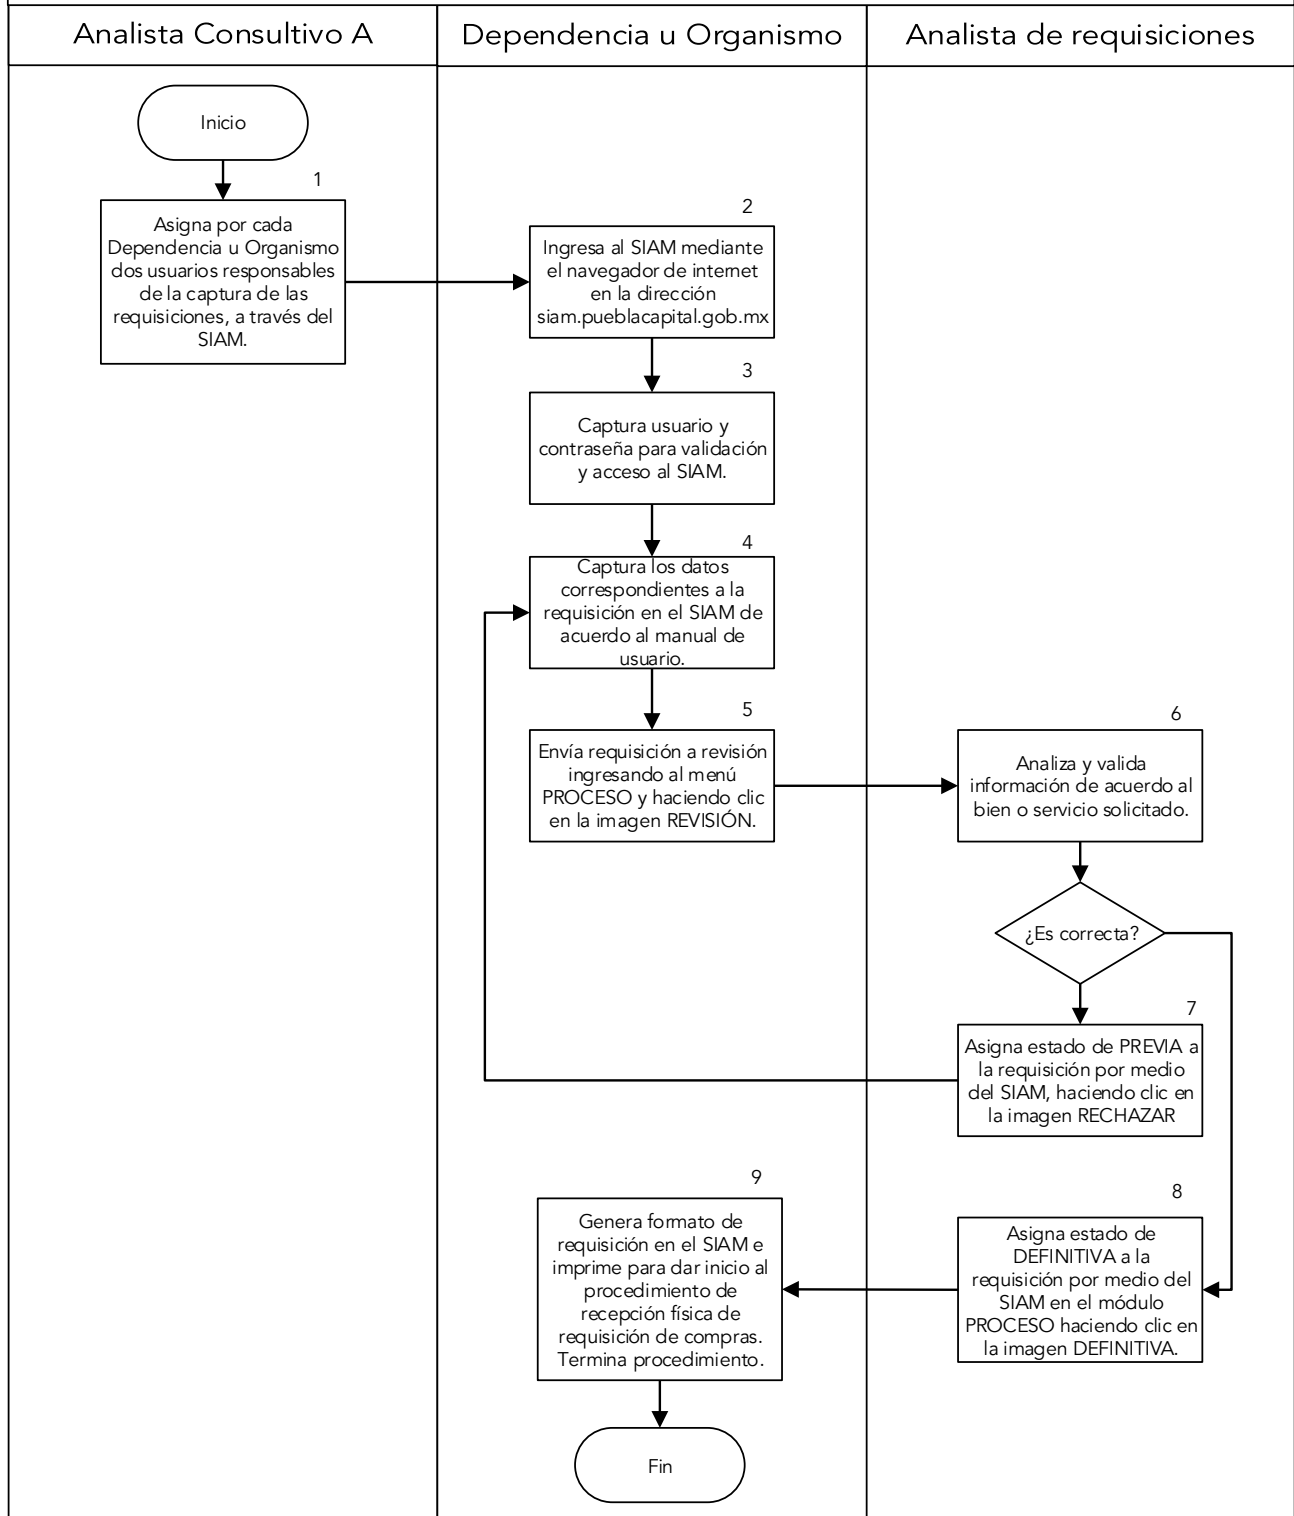 Analista Consultivo A
Dependencia u Organismo
Analista de requisiciones
Inicio
1
Asigna por cada
Dependencia u Organismo
dos usuarios responsables
de la captura de las
requisiciones, a través del
SIAM.
2
Ingresa al SIAM mediante
el navegador de internet
en la dirección
siam.pueblacapital.gob.mx
3
Captura usuario y
contraseña para validación
y acceso al SIAM.
4
Captura los datos
correspondientes a la
requisición en el SIAM de
acuerdo al manual de
usuario.
5
Envía requisición a revisión
ingresando al menú
PROCESO y haciendo clic
en la imagen REVISIÓN.
6
Analiza y valida
información de acuerdo al
bien o servicio solicitado.
¿Es correcta?
7
Asigna estado de PREVIA a
la requisición por medio
del SIAM, haciendo clic en
la imagen RECHAZAR
8
Asigna estado de
DEFINITIVA a la
requisición por medio del
SIAM en el módulo
PROCESO haciendo clic en
la imagen DEFINITIVA.
9
Genera formato de
requisición en el SIAM e
imprime para dar inicio al
procedimiento de
recepción física de
requisición de compras.
Termina procedimiento.
Fin